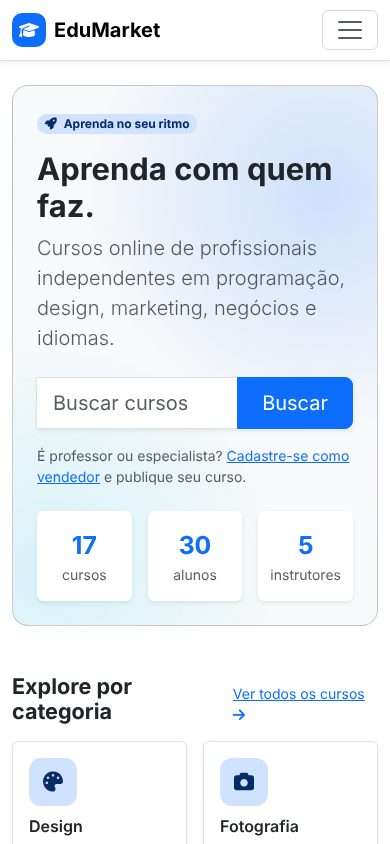 EduMarket
Aprenda no seu ritmo
Aprenda com quem
faz.
Cursos online de profissionais
independentes em programação,
design, marketing, negócios e
idiomas.
Buscar cursos
Buscar
É professor ou especialista? Cadastre-se como
vendedor e publique seu curso.
17
cursos
30
alunos
5
instrutores
Explore por
categoria
Ver todos os cursos
Design
Fotografia